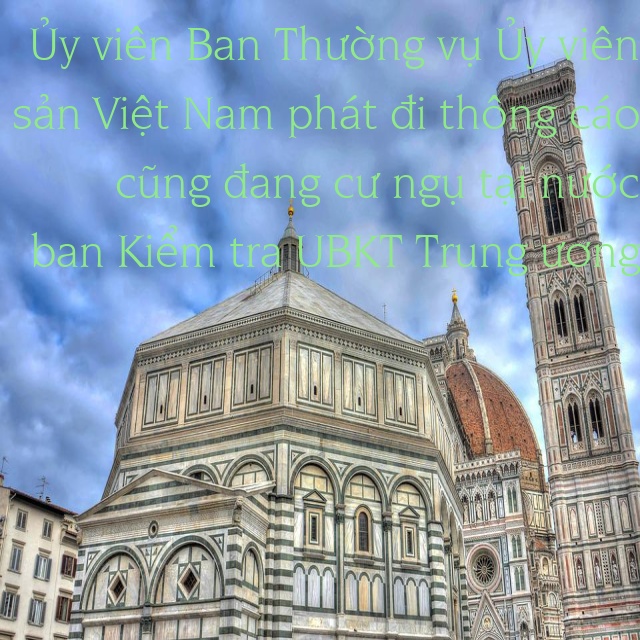 Ủy viên Ban Thường vụ Ủy viên
sản Việt Nam phát đi thông cáo
cũng đang cư ngụ tại nước
ban Kiểm tra UBKT Trung ương